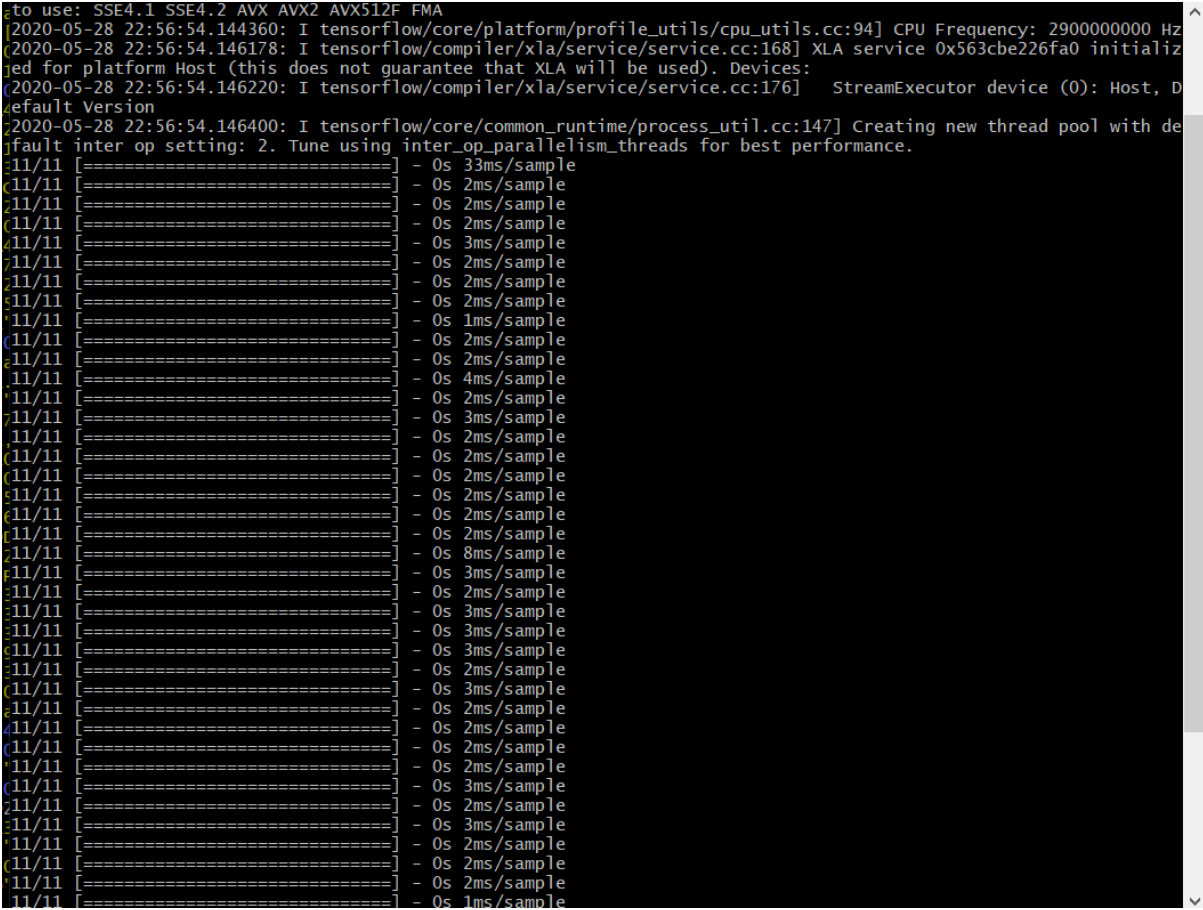 to use: SSE4.1 SSE4.2 AVX AVX2 AVX512F FMA
2020-05-28 22:56:54.144360: I tensorflow/core/platform/profile_utils/cpu_utils.cc:94] CPU Frequency: 2900000000 Hz
2020-05-28 22:56:54.146178: I tensorflow/compiler/xla/service/service.cc:168] XLA service 0x563cbe226fa0 initializ
ed for platform Host (this does not guarantee that XLA will be used). Devices:
2020-05-28 22:56:54.146220: I tensorflow/compiler/xla/service/service.cc:176]   StreamExecutor device (0): Host, D
efault Version
2020-05-28 22:56:54.146400: I tensorflow/core/common_runtime/process_util.cc:147] Creating new thread pool with de
fault inter op setting: 2. Tune using inter_op_parallelism_threads for best performance.
11/11 [==============================] - 0s 33ms/sample
11/11 [==============================] - 0s 2ms/sample
11/11 [==============================] - 0s 2ms/sample
11/11 [==============================] - 0s 2ms/sample
11/11 [==============================] - 0s 3ms/sample
11/11 [==============================] - 0s 2ms/sample
11/11 [==============================] - 0s 2ms/sample
11/11 [==============================] - 0s 2ms/sample
11/11 [==============================] - 0s 1ms/sample
11/11 [==============================] - 0s 2ms/sample
11/11 [==============================] - 0s 2ms/sample
11/11 [==============================] - 0s 4ms/sample
11/11 [==============================] - 0s 2ms/sample
11/11 [==============================] - 0s 3ms/sample
11/11 [==============================] - 0s 2ms/sample
11/11 [==============================] - 0s 2ms/sample
11/11 [==============================] - 0s 2ms/sample
11/11 [==============================] - 0s 2ms/sample
11/11 [==============================] - 0s 2ms/sample
11/11 [==============================] - 0s 2ms/sample
11/11 [==============================] - 0s 8ms/sample
11/11 [==============================] - 0s 3ms/sample
11/11 [==============================] - 0s 2ms/sample
11/11 [==============================] - 0s 3ms/sample
11/11 [==============================] - 0s 3ms/sample
11/11 [==============================] - 0s 3ms/sample
11/11 [==============================] - 0s 2ms/sample
11/11 [==============================] - 0s 3ms/sample
11/11 [==============================] - 0s 2ms/sample
11/11 [==============================] - 0s 2ms/sample
11/11 [==============================] - 0s 2ms/sample
11/11 [==============================] - 0s 2ms/sample
11/11 [==============================] - 0s 3ms/sample
11/11 [==============================] - 0s 2ms/sample
11/11 [==============================] - 0s 3ms/sample
11/11 [==============================] - 0s 2ms/sample
11/11 [==============================] - 0s 2ms/sample
11/11 [==============================] - 0s 2ms/sample
11/11 [==============================] - 0s 1ms/sample